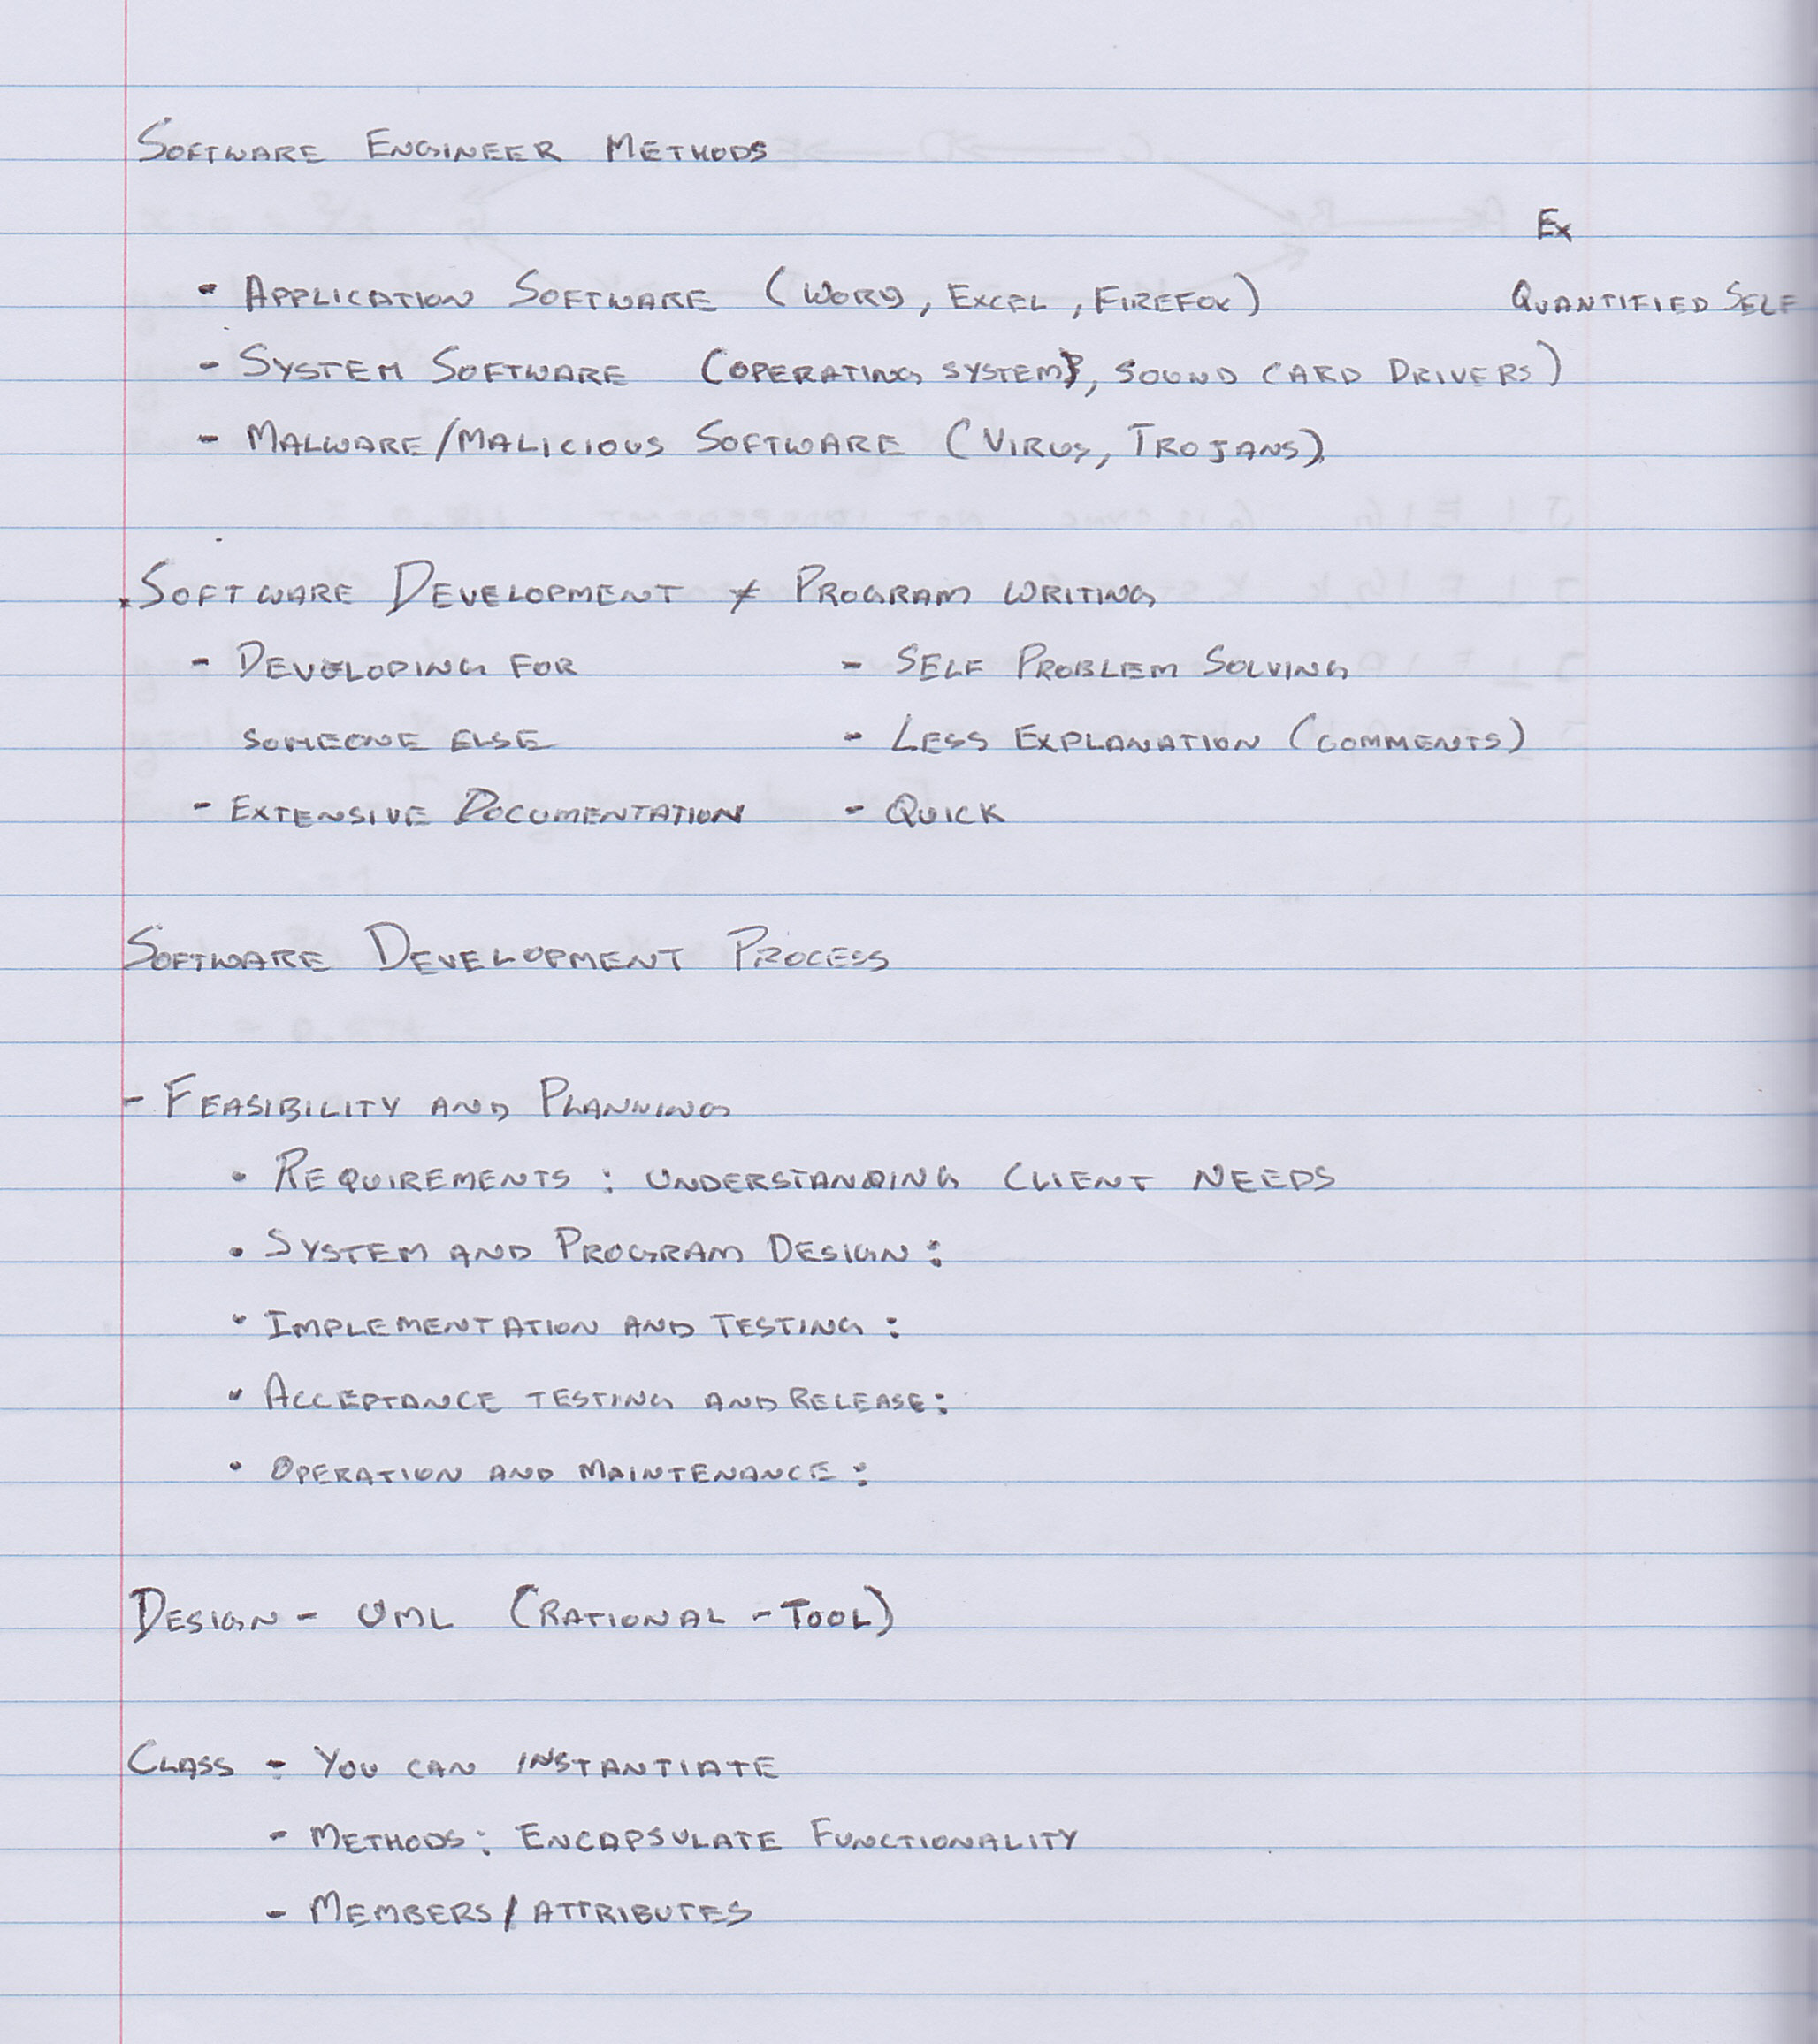 SOFTWARE ENGINEER METHODS
Ex
- APPLICATION SOFTWARE (WORD, EXCEL, FIREFOX)
QUANTIFIED SELF
- SYSTEM SOFTWARE (OPERATING SYSTEM, SOUND CARD DRIVERS)
- MALWARE/MALICIOUS SOFTWARE (VIRUS, TROJANS)
. SOFTWARE DEVELOPMENT ≠ PROGRAM WRITING
- DEVELOPING FOR - SELF PROBLEM SOLVING
SOMEONE ELSE - LESS EXPLANATION (COMMENTS)
- EXTENSIVE DOCUMENTATION - QUICK
SOFTWARE DEVELOPMENT PROCESS
- FEASIBILITY AND PLANNING
• REQUIREMENTS : UNDERSTANDING CLIENT NEEDS
• SYSTEM AND PROGRAM DESIGN :
• IMPLEMENTATION AND TESTING :
• ACCEPTANCE TESTING AND RELEASE :
• OPERATION AND MAINTENANCE :
DESIGN - UML (RATIONAL - TOOL)
CLASS - YOU CAN INSTANTIATE
- METHODS : ENCAPSULATE FUNCTIONALITY
- MEMBERS / ATTRIBUTES